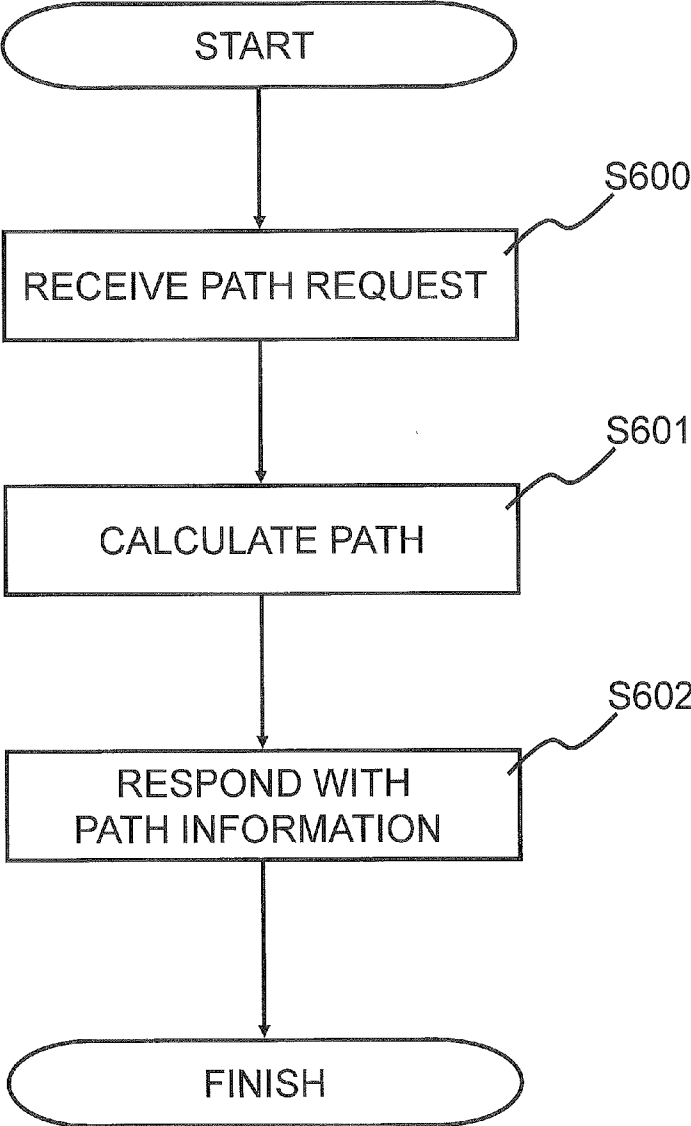 START
S600
RECEIVE PATH REQUEST
S601
CALCULATE PATH
S602
RESPOND WITH
PATH INFORMATION
FINISH